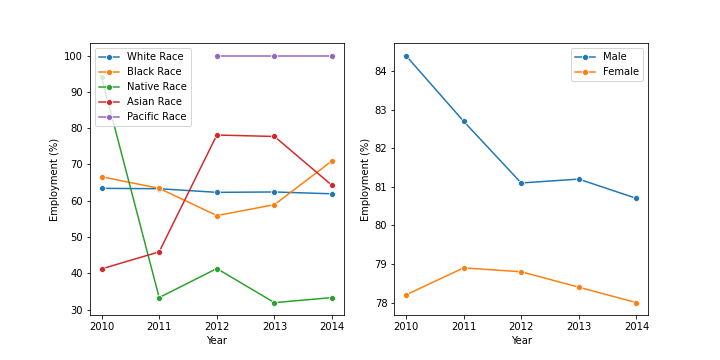 100
90
80
70
60
50
40
30
Employment (%)
2010
2011
2012
2013
2014
Year
White Race
Black Race
Native Race
Asian Race
Pacific Race
84
83
82
81
80
79
78
Employment (%)
2010
2011
2012
2013
2014
Year
Male
Female